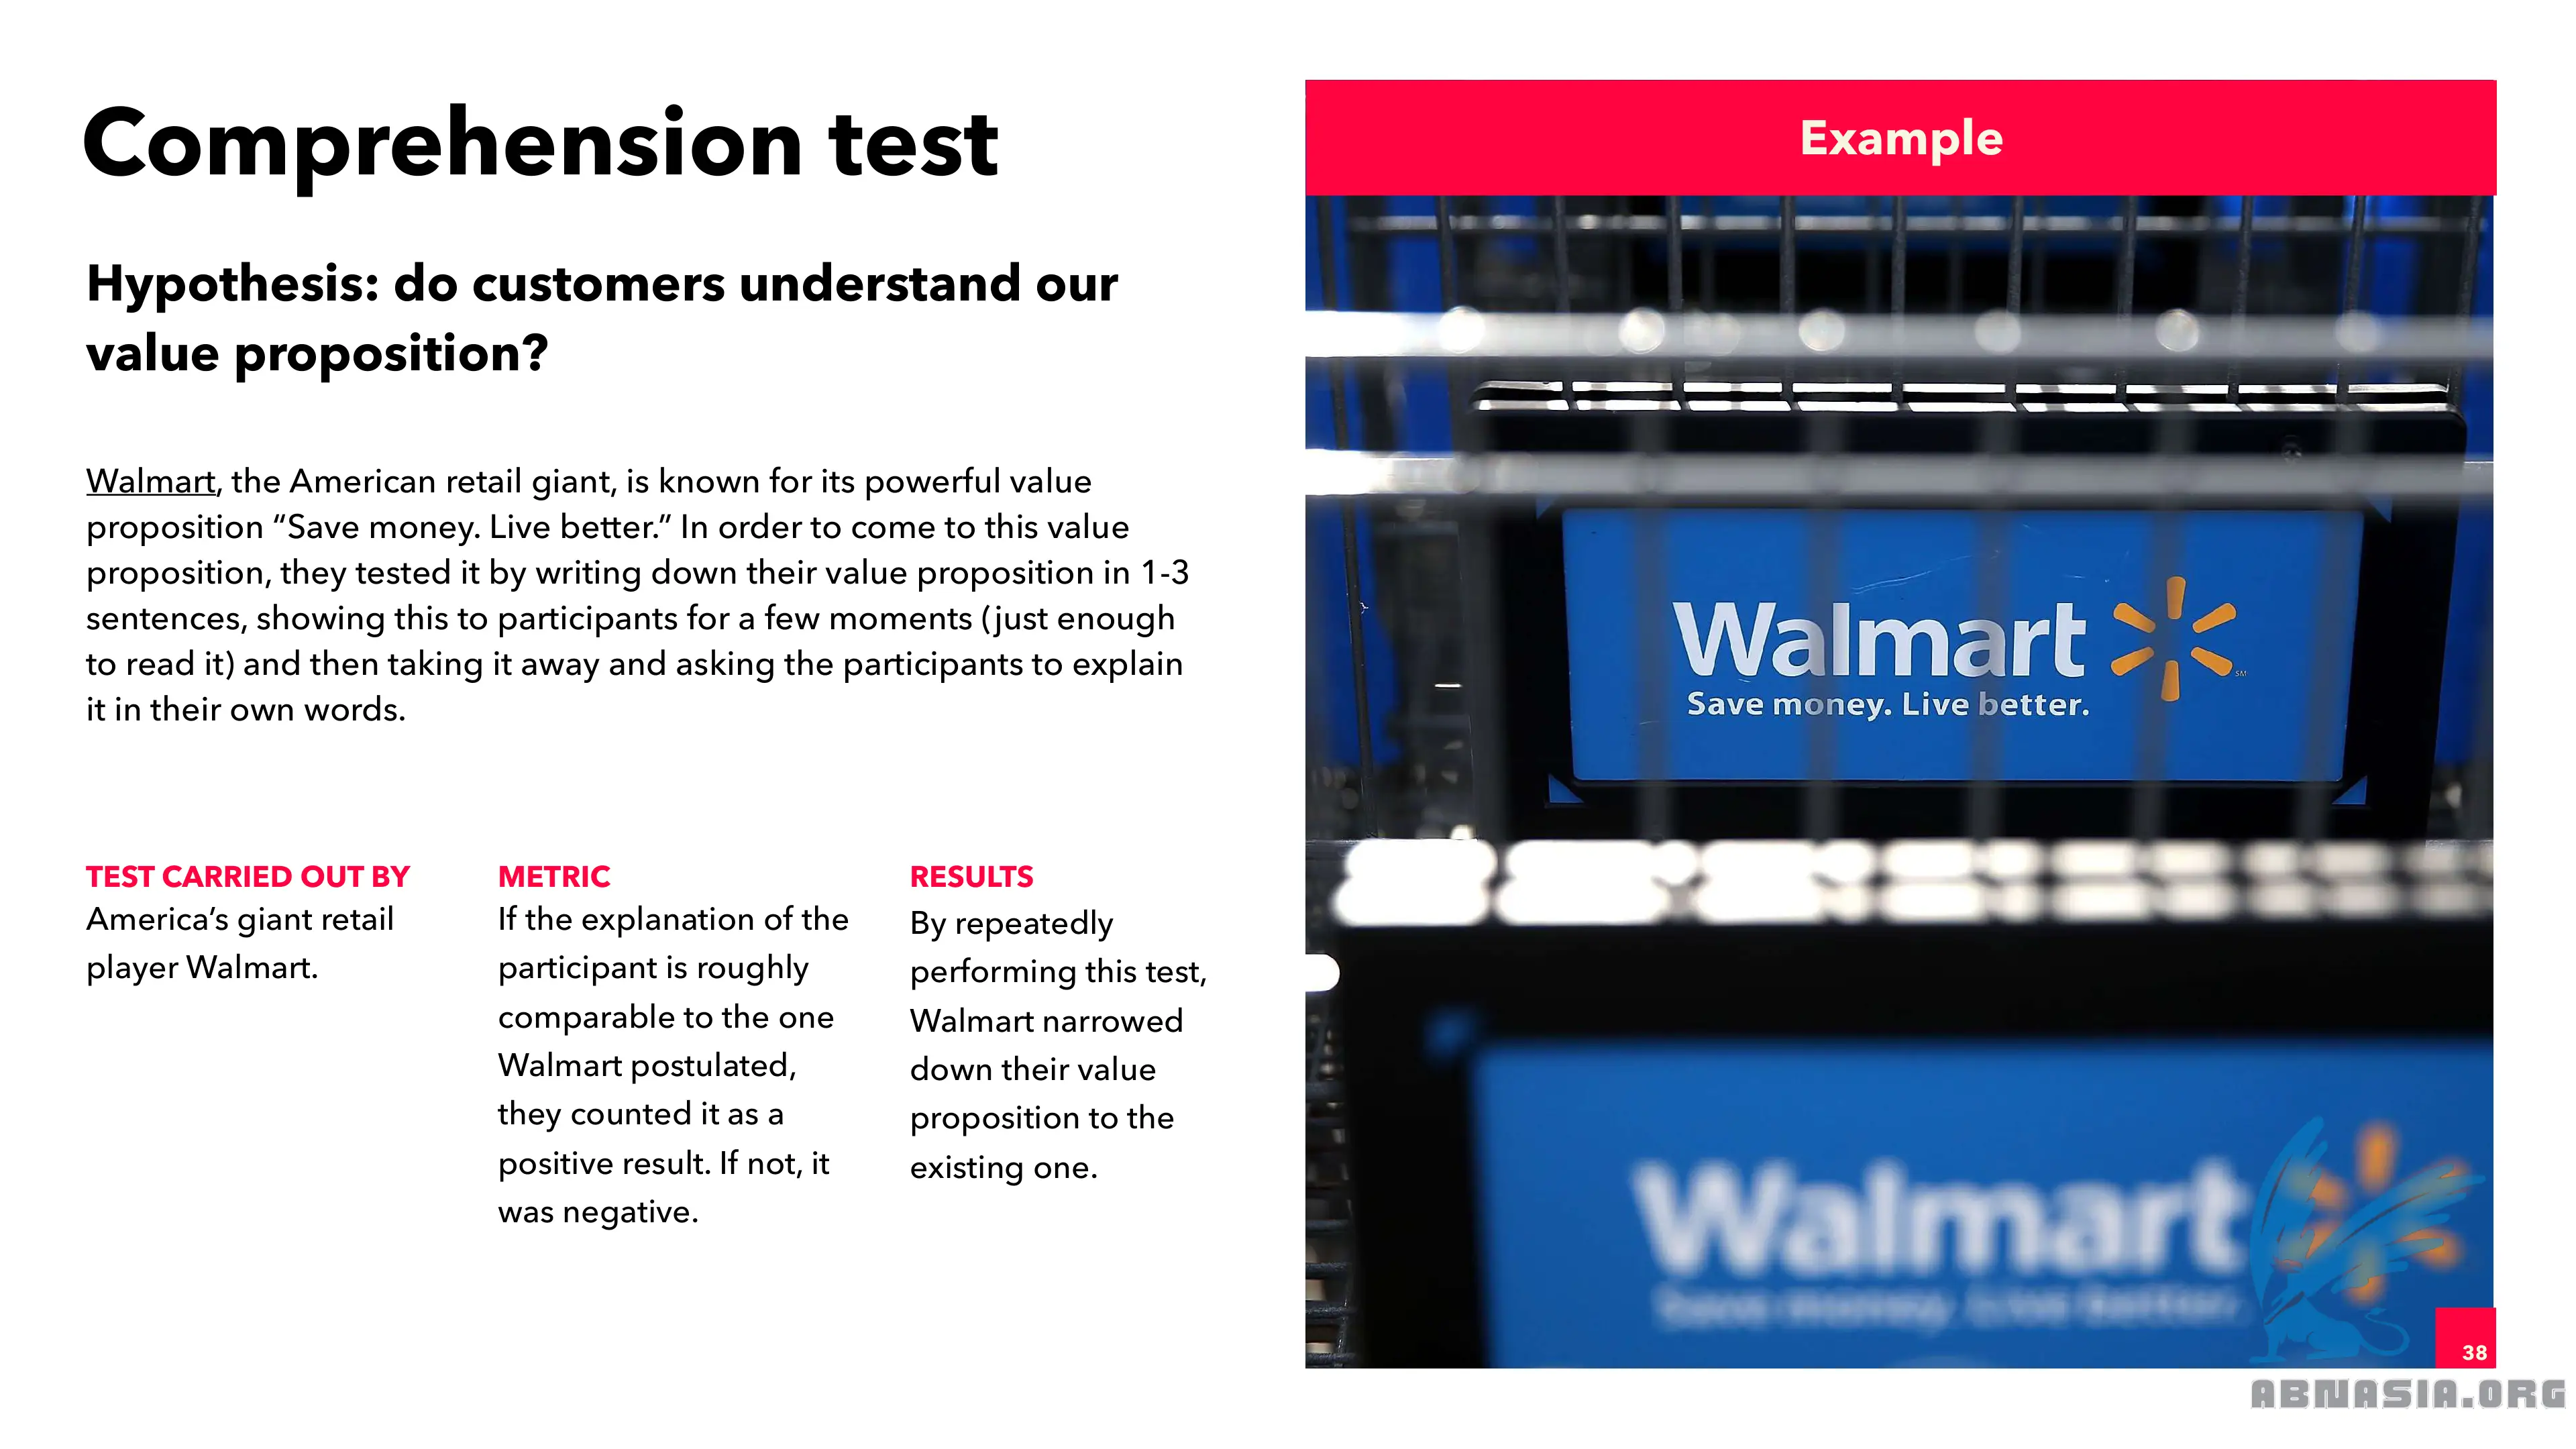 Comprehension test
Example
Hypothesis: do customers understand our
value proposition?
Walmart, the American retail giant, is known for its powerful value
proposition “Save money. Live better.” In order to come to this value
proposition, they tested it by writing down their value proposition in 1-3
sentences, showing this to participants for a few moments (just enough
to read it) and then taking it away and asking the participants to explain
it in their own words.
TEST CARRIED OUT BY
America’s giant retail
player Walmart.
METRIC
If the explanation of the
participant is roughly
comparable to the one
Walmart postulated,
they counted it as a
positive result. If not, it
was negative.
RESULTS
By repeatedly
performing this test,
Walmart narrowed
down their value
proposition to the
existing one.
Walmart
SM
Save money. Live better.
Walmart
Save money. Live better.
38
ABNASIA.ORG